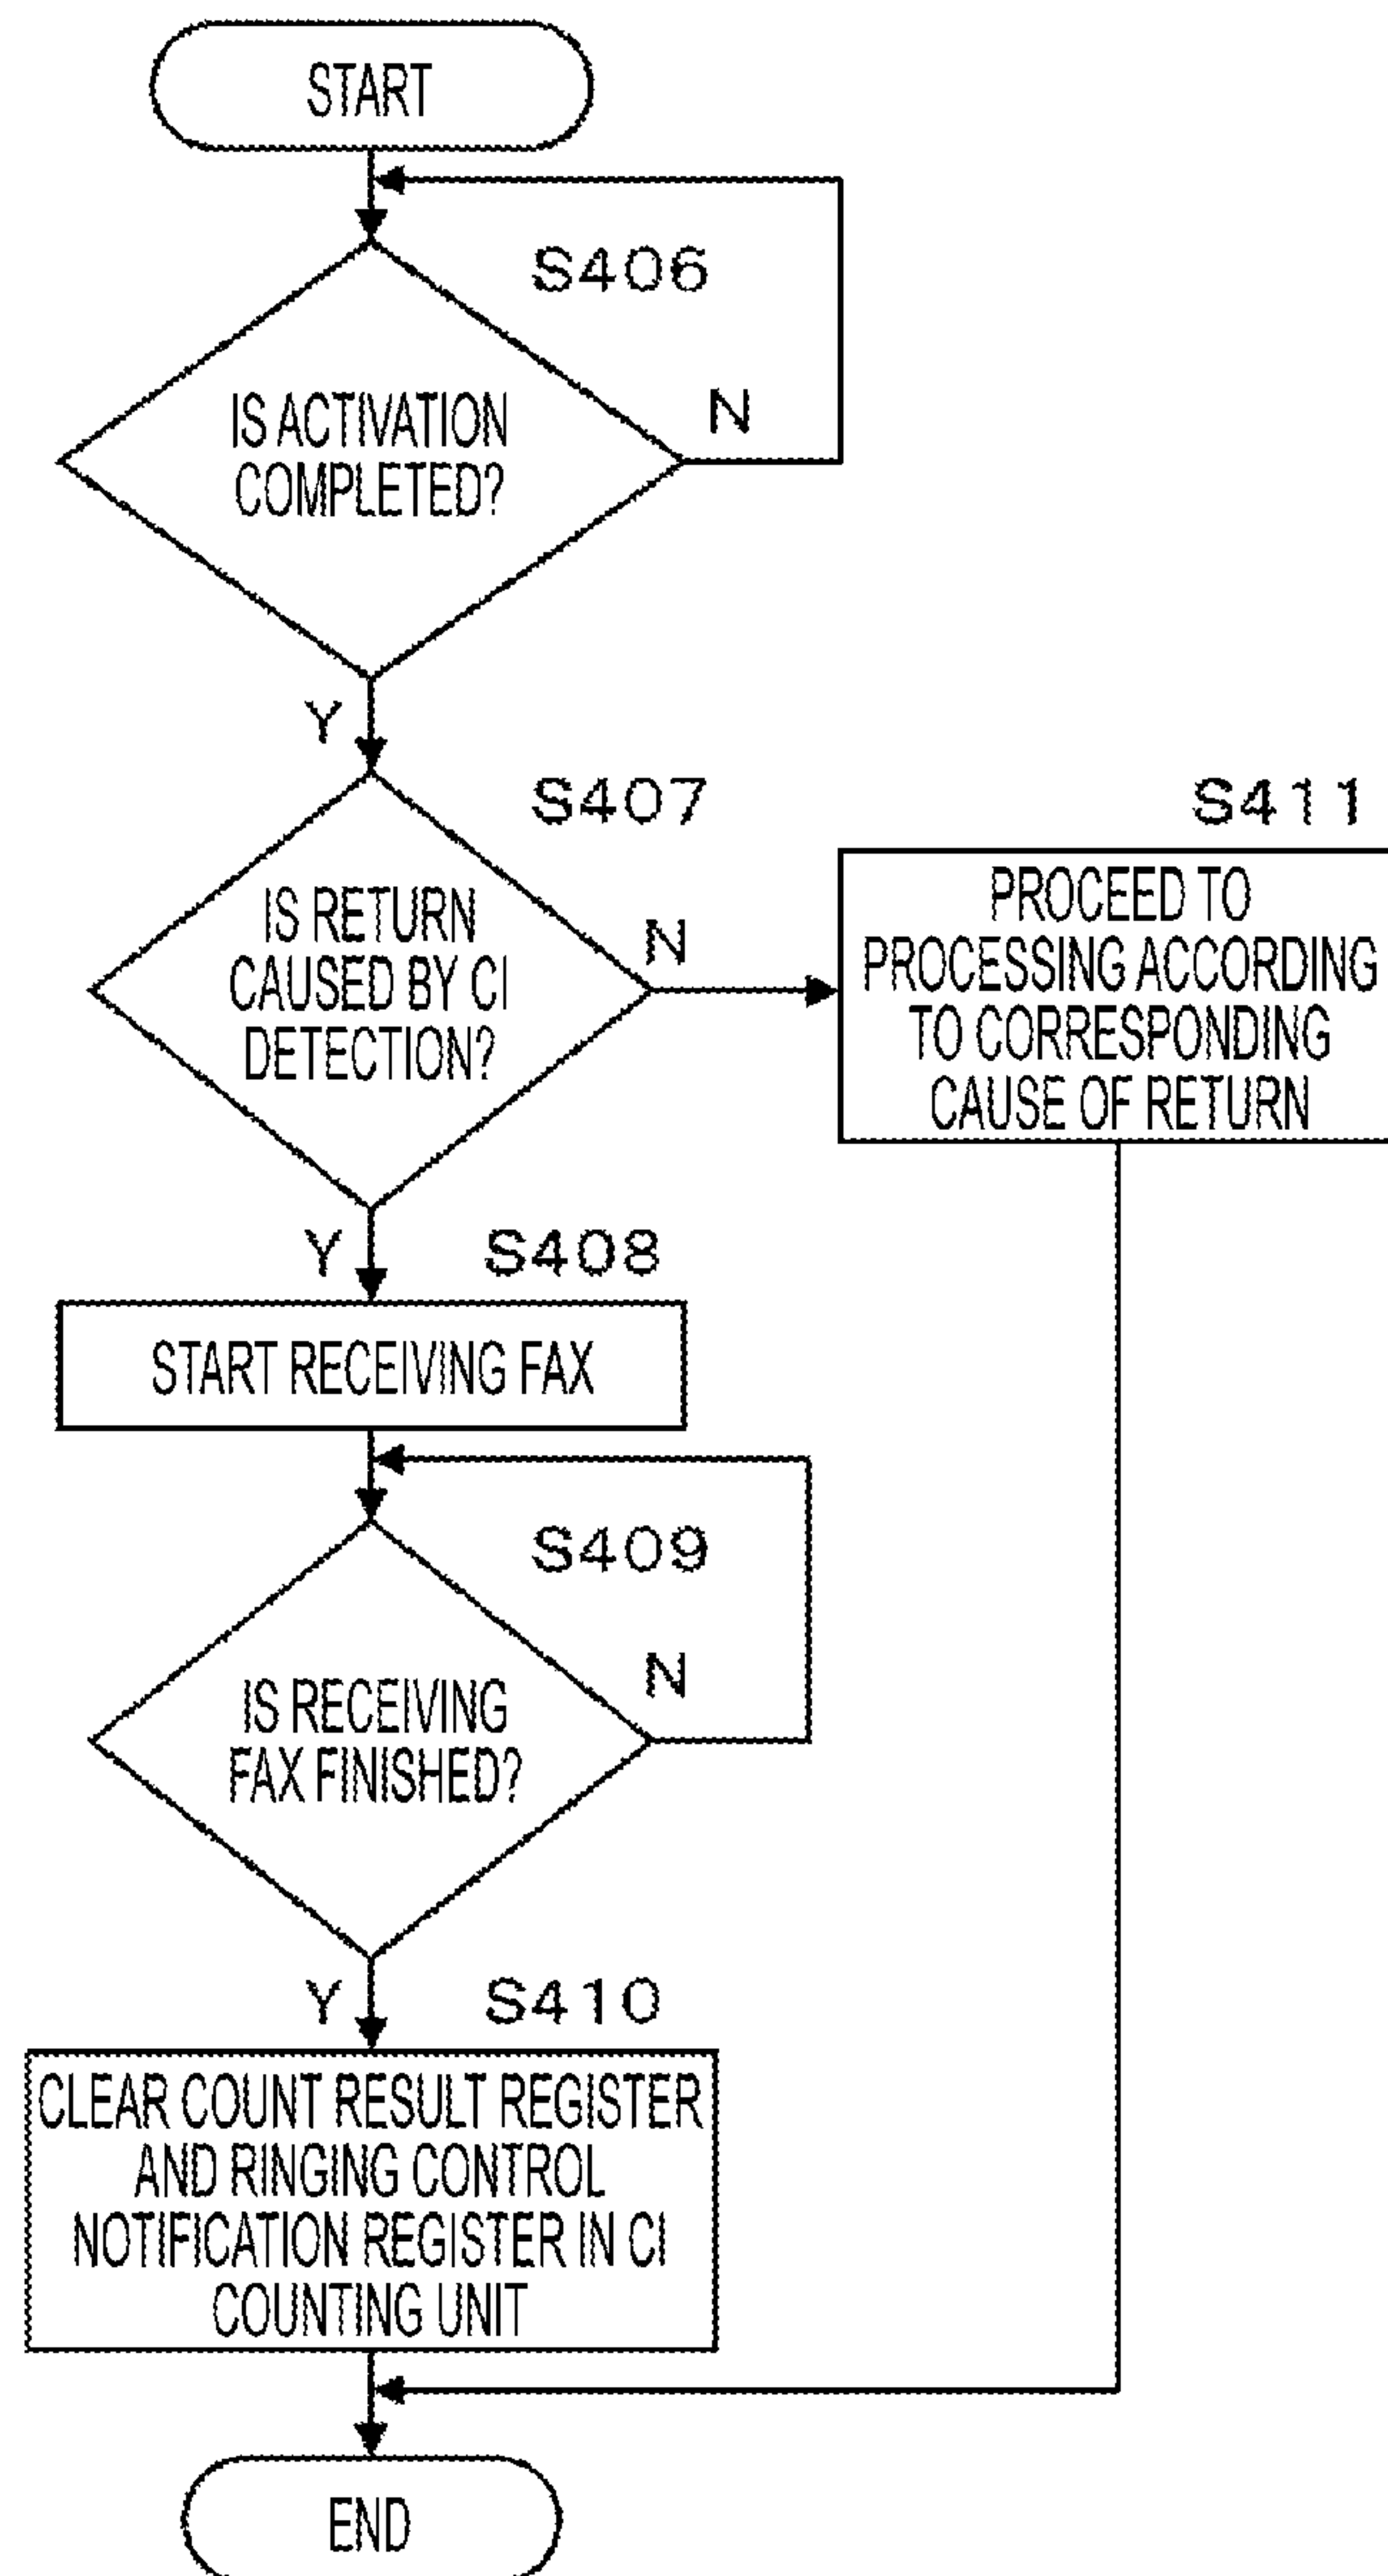 START
S406
IS ACTIVATION
COMPLETED?
N
Y
S407
IS RETURN
CAUSED BY CI
DETECTION?
N
S411
PROCEED TO
PROCESSING ACCORDING
TO CORRESPONDING
CAUSE OF RETURN
Y
S408
START RECEIVING FAX
S409
IS RECEIVING
FAX FINISHED?
N
Y
S410
CLEAR COUNT RESULT REGISTER
AND RINGING CONTROL
NOTIFICATION REGISTER IN CI
COUNTING UNIT
END